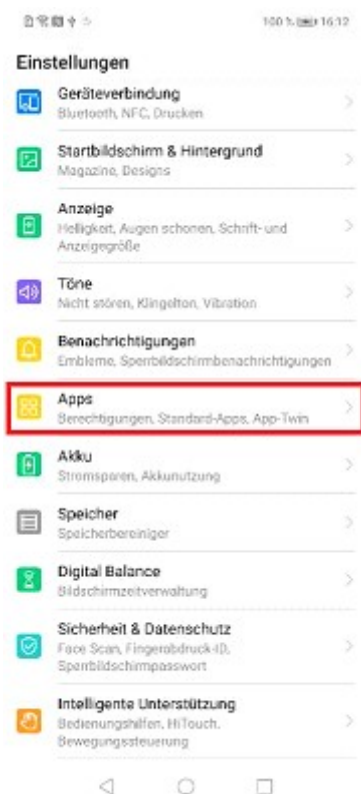 100 % 16:12
Einstellungen
Geräteverbindung
Bluetooth, NFC, Drucken
Startbildschirm & Hintergrund
Magazine, Designs
Anzeige
Helligkeit, Augen schonen, Schrift- und
Anzeigegröße
Töne
Nicht stören, Klingelton, Vibration
Benachrichtigungen
Embleme, Sperrbildschirmbenachrichtigungen
Apps
Berechtigungen, Standard-Apps, App-Twin
Akku
Stromsparen, Akkunutzung
Speicher
Speicherbereiniger
Digital Balance
Bildschirmzeitverwaltung
Sicherheit & Datenschutz
Face Scan, Fingerabdruck-ID,
Sperrbildschirmpasswort
Intelligente Unterstützung
Bedienungshilfen, HiTouch,
Bewegungssteuerung